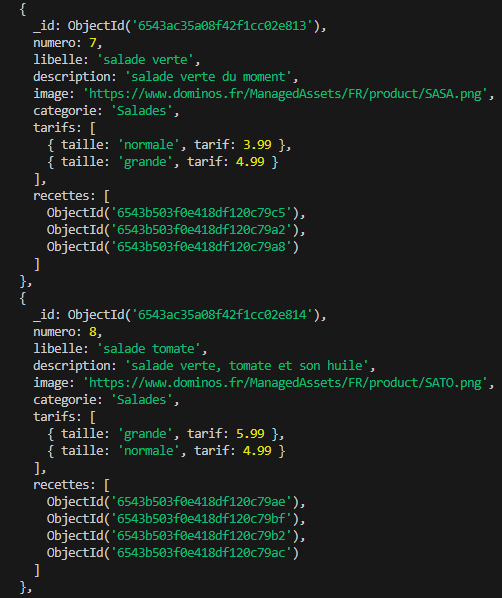 {
_id: ObjectId('6543ac35a08f42f1cc02e813'),
numero: 7,
libelle: 'salade verte',
description: 'salade verte du moment',
image: 'https://www.dominos.fr/ManagedAssets/FR/product/SASA.png',
categorie: 'Salades',
tarifs: [
{ taille: 'normale', tarif: 3.99 },
{ taille: 'grande', tarif: 4.99 }
],
recettes: [
ObjectId('6543b503f0e418df120c79c5'),
ObjectId('6543b503f0e418df120c79a2'),
ObjectId('6543b503f0e418df120c79a8')
]
},
{
_id: ObjectId('6543ac35a08f42f1cc02e814'),
numero: 8,
libelle: 'salade tomate',
description: 'salade verte, tomate et son huile',
image: 'https://www.dominos.fr/ManagedAssets/FR/product/SATO.png',
categorie: 'Salades',
tarifs: [
{ taille: 'grande', tarif: 5.99 },
{ taille: 'normale', tarif: 4.99 }
],
recettes: [
ObjectId('6543b503f0e418df120c79ae'),
ObjectId('6543b503f0e418df120c79bf'),
ObjectId('6543b503f0e418df120c79b2'),
ObjectId('6543b503f0e418df120c79ac')
]
},